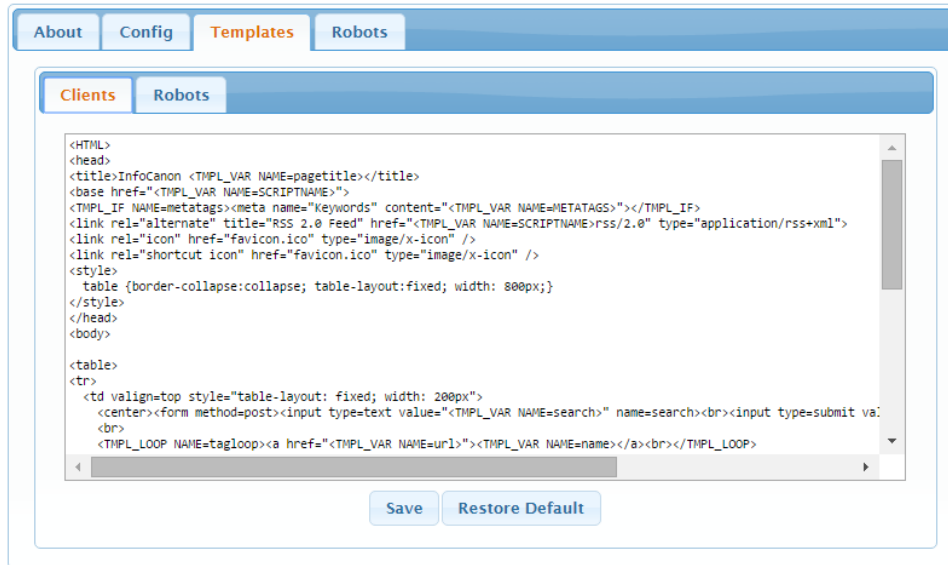 About Config Templates Robots
Clients Robots
<HTML>
<head>
<title>InfoCanon <TMPL_VAR NAME=pagetitle></title>
<base href="<TMPL_VAR NAME=SCRIPTNAME>">
<TMPL_IF NAME=metatags><meta name="Keywords" content="<TMPL_VAR NAME=METATAGS>"></TMPL_IF>
<link rel="alternate" title="RSS 2.0 Feed" href="<TMPL_VAR NAME=SCRIPTNAME>rss/2.0" type="application/rss+xml">
<link rel="icon" href="favicon.ico" type="image/x-icon" />
<link rel="shortcut icon" href="favicon.ico" type="image/x-icon" />
<style>
  table {border-collapse:collapse; table-layout:fixed; width: 800px;}
</style>
</head>
<body>
<table>
<tr>
  <td valign=top style="table-layout: fixed; width: 200px">
    <center><form method=post><input type=text value="<TMPL_VAR NAME=search>" name=search><br><input type=submit val
    <br>
    <TMPL_LOOP NAME=tagloop><a href="<TMPL_VAR NAME=url>"><TMPL_VAR NAME=name></a><br></TMPL_LOOP>
Save Restore Default